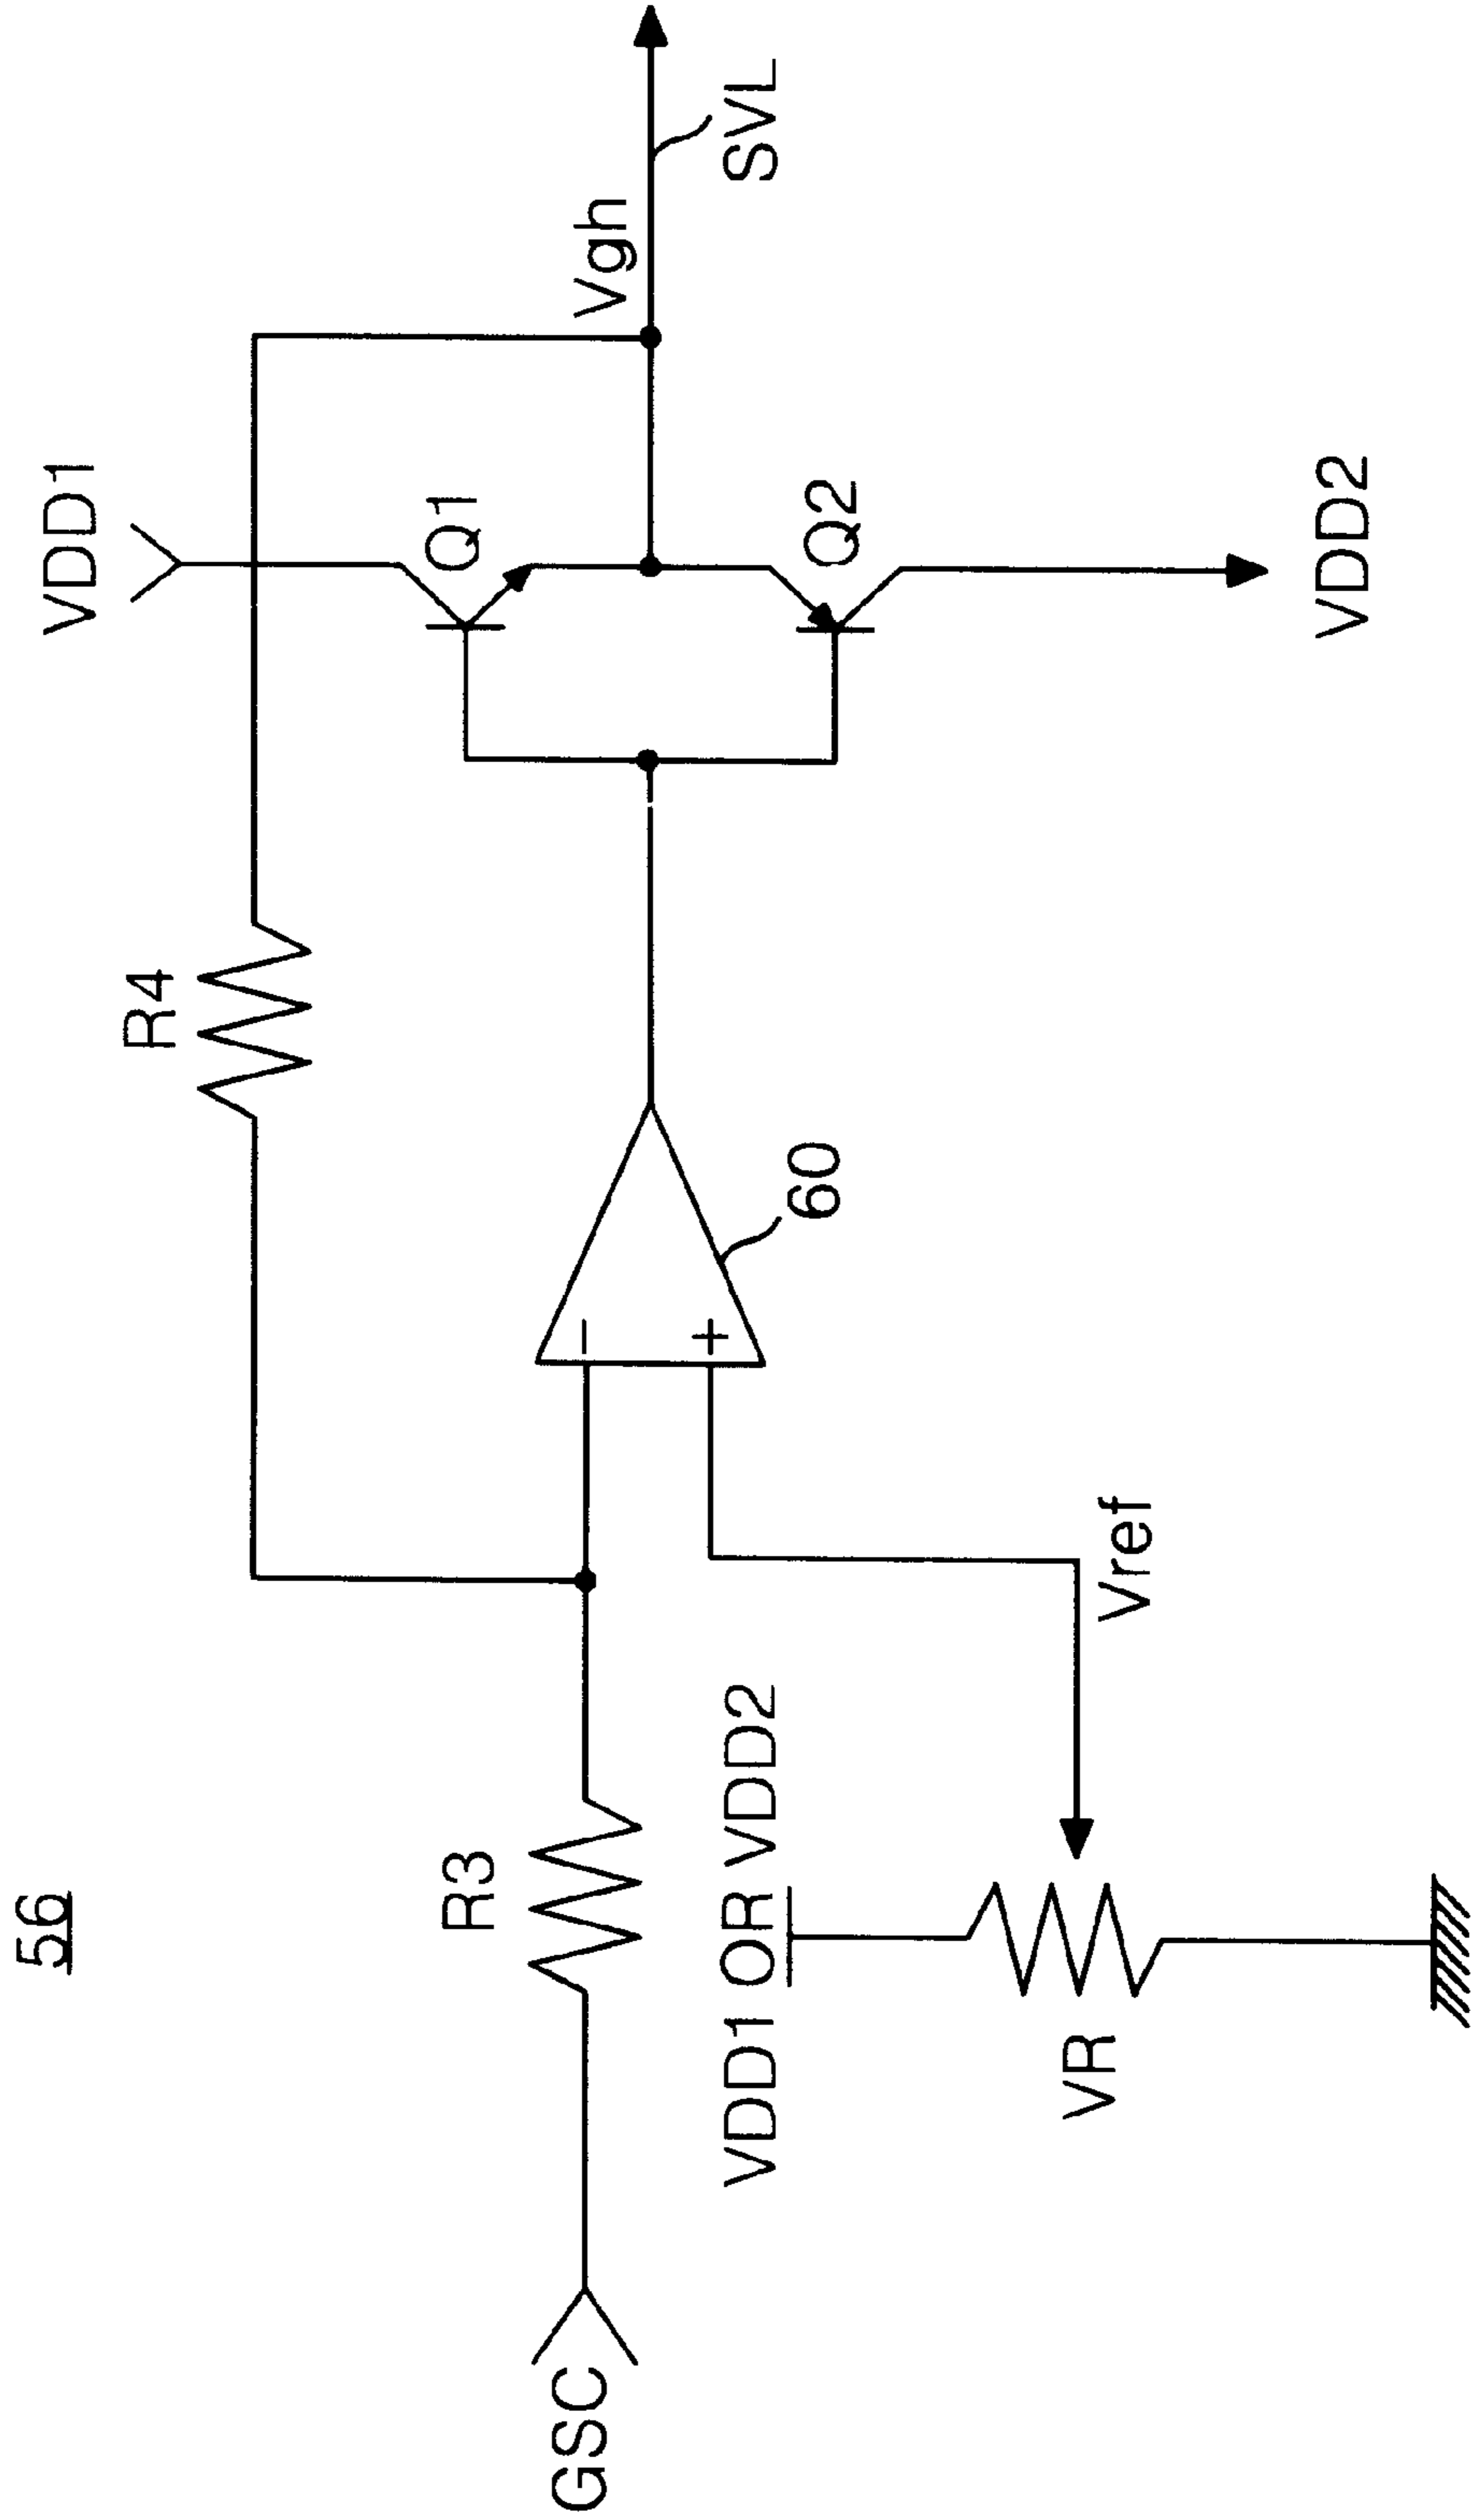 56
VDD1
R4
Vgh
Q1
SVL
R3
60
Q2
GSC
VDD1 OR VDD2
Vref
VR
VDD2